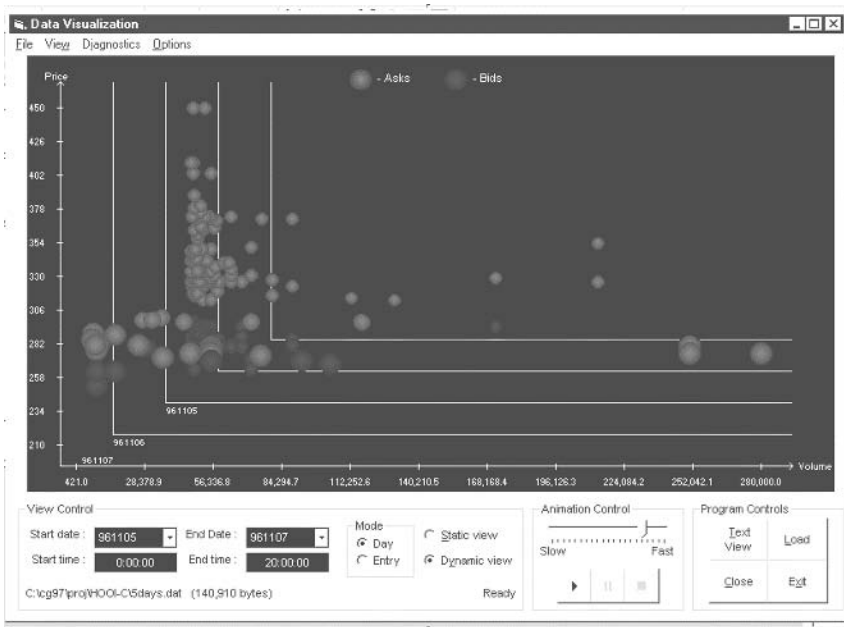 Data Visualization
File View Djagnostics Options
Price
- Asks - Bids
450
426
402
378
354
330
306
282
258
234
210
961105
961106
961107
Volume
421.0 28,378.9 56,336.8 84,294.7 112,252.6 140,210.5 168,168.4 196,126.3 224,084.2 252,042.1 280,000.0
View Control
Start date : 961105 End Date : 961107
Start time : 0:00:00 End time : 20:00:00
Mode
Day
Entry
Static view
Dynamic view
C:\cg97\proj\HOOI-C\5days.dat (140,910 bytes) Ready
Animation Control
Slow Fast
Program Controls
Text View
Load
Close
Exit